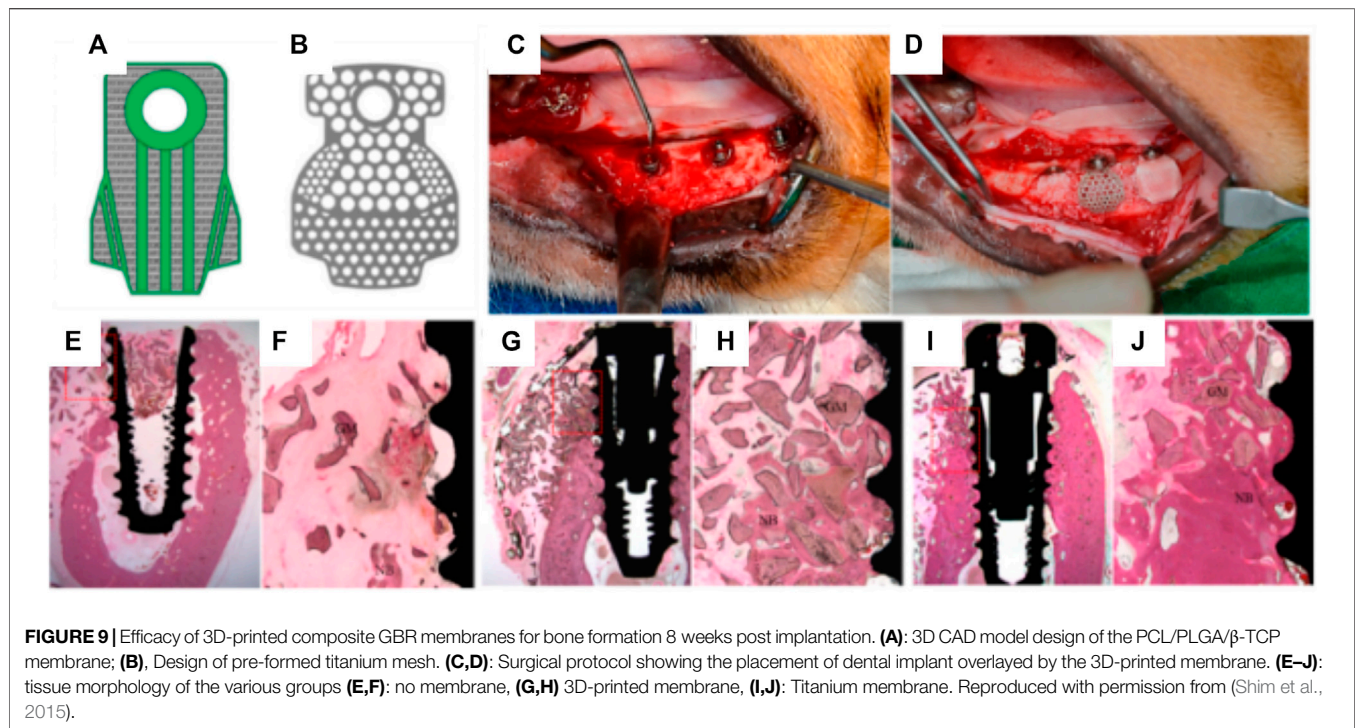 A
B
C
D
E
F
G
H
I
J
GM
NB
GM
NB
GM
NB
FIGURE 9 | Efficacy of 3D-printed composite GBR membranes for bone formation 8 weeks post implantation. (A): 3D CAD model design of the PCL/PLGA/β-TCP
membrane; (B), Design of pre-formed titanium mesh. (C,D): Surgical protocol showing the placement of dental implant overlayed by the 3D-printed membrane. (E–J):
tissue morphology of the various groups (E,F): no membrane, (G,H) 3D-printed membrane, (I,J): Titanium membrane. Reproduced with permission from (Shim et al.,
2015).